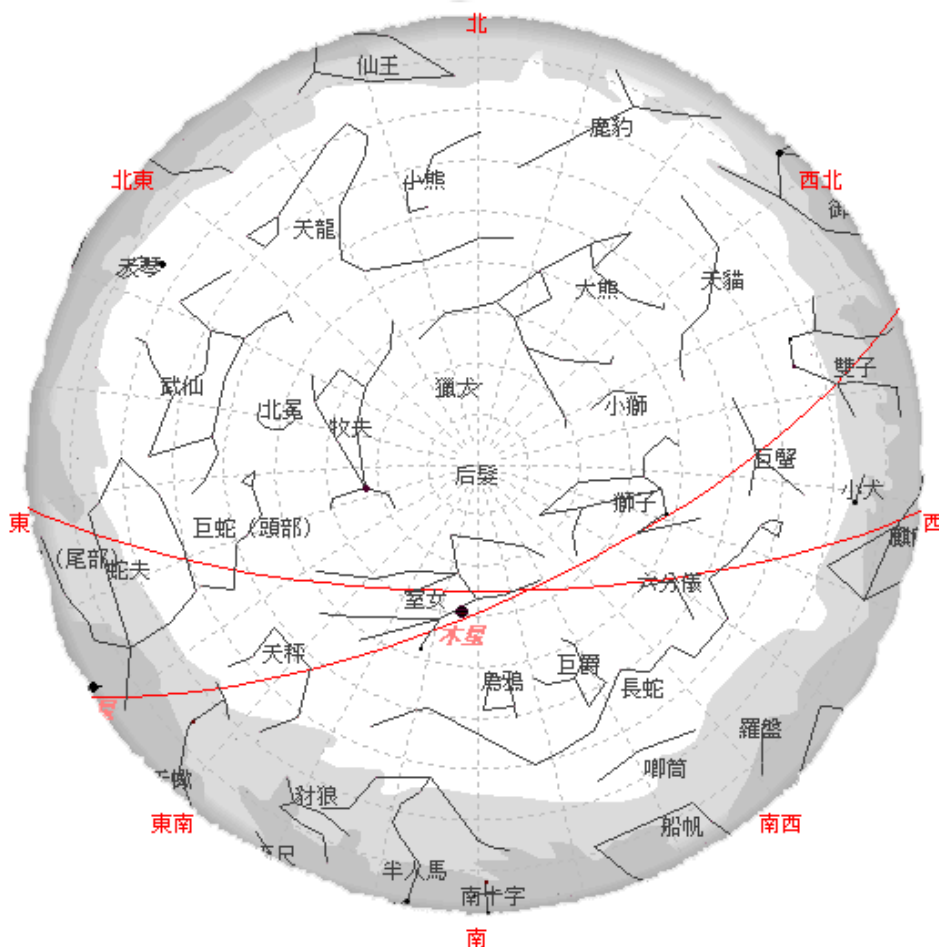 北
仙王
鹿豹
北東
小熊
西北
天龍
天琴
大熊
天貓
武仙
獵犬
雙子
北冕
牧夫
小獅
后髮
巨蟹
獅子
小犬
東
巨蛇（頭部）
西
（尾部）
蛇夫
六分儀
室女
木星
天秤
巨爵
烏鴉
長蛇
羅盤
唧筒
豺狼
東南
船帆
南西
半人馬
南十字
南